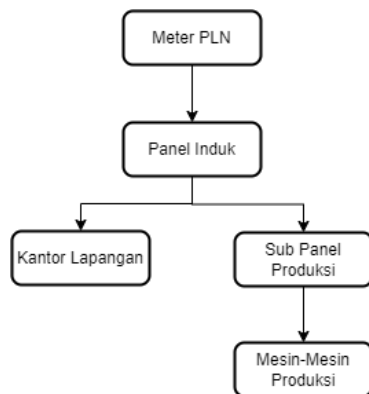 Meter PLN
Panel Induk
Kantor Lapangan
Sub Panel
Produksi
Mesin-Mesin
Produksi